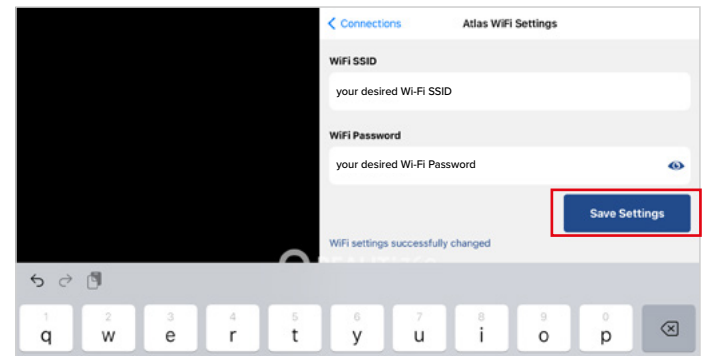 Connections Atlas WiFi Settings
WiFi SSID
your desired Wi-Fi SSID
WiFi Password
your desired Wi-Fi Password
Save Settings
WiFi settings successfully changed
1 2 3 4 5 6 7 8 9 0
q w e r t y u i o p